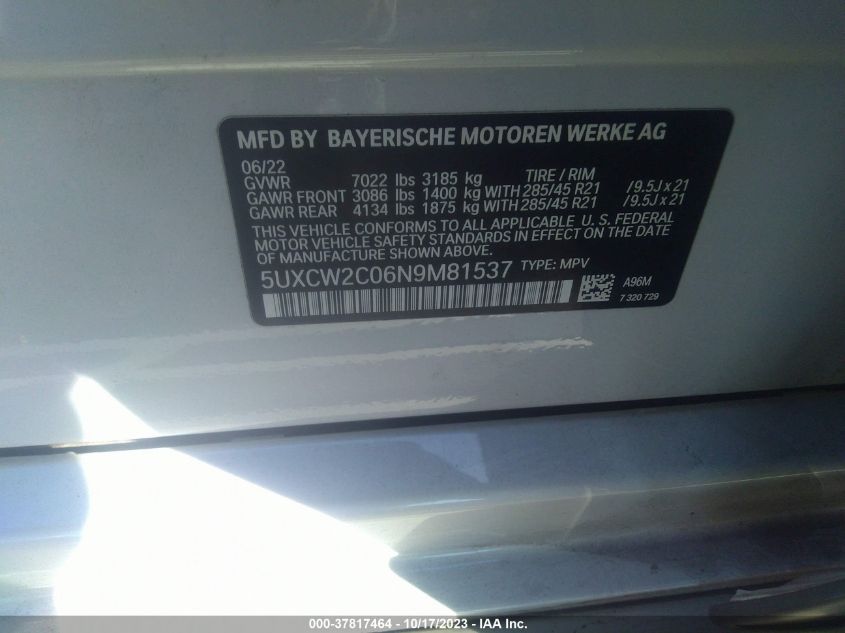 MFD BY BAYERISCHE MOTOREN WERKE AG
06/22 TIRE / RIM
GVWR 7022 lbs 3185 kg
GAWR FRONT 3086 lbs 1400 kg WITH 285/45 R21 /9.5J x 21
GAWR REAR 4134 lbs 1875 kg WITH 285/45 R21 /9.5J x 21
THIS VEHICLE CONFORMS TO ALL APPLICABLE U. S. FEDERAL
MOTOR VEHICLE SAFETY STANDARDS IN EFFECT ON THE DATE
OF MANUFACTURE SHOWN ABOVE.
5UXCW2C06N9M81537 TYPE: MPV
A96M
7 320 729
000-37817464 - 10/17/2023 - IAA Inc.